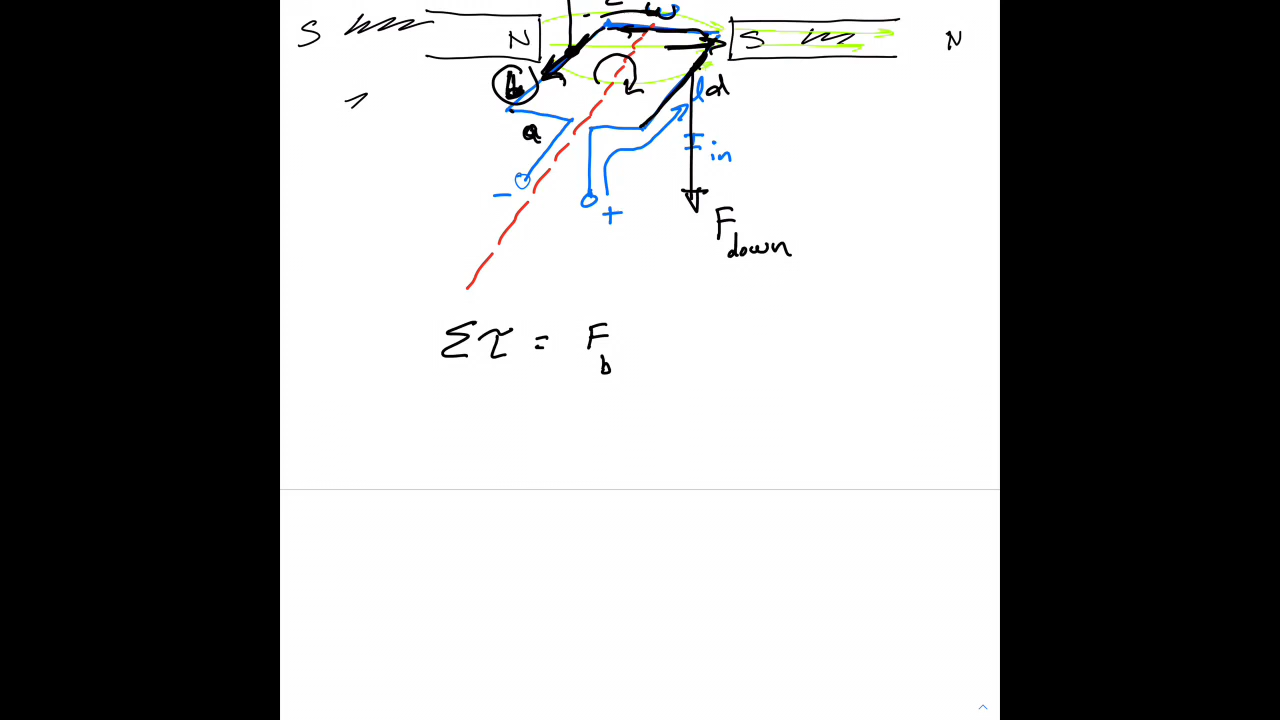 S N w S N
b
l d
a
I in
- +
F down
Στ = F b